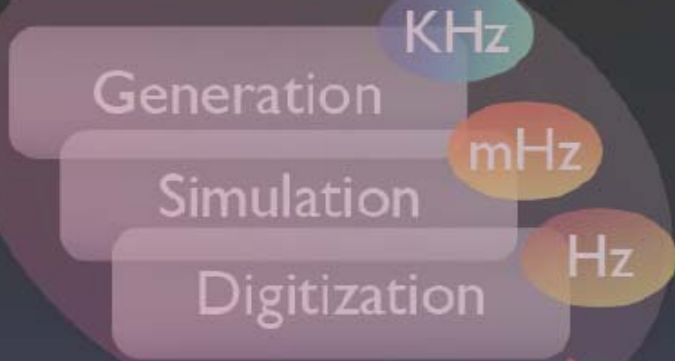 KHz
Generation
mHz
Simulation
Hz
Digitization